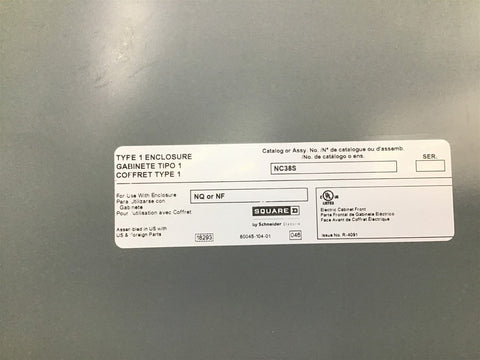 TYPE 1 ENCLOSURE
GABINETE TIPO 1
COFFRET TYPE 1
Catalog or Assy. No. /N° de catalogue ou d'assemb.
/No. de catálogo o ens.
NC38S
SER.
For Use With Enclosure
Para Utilizarse con
Gabinete
Pour Utilisation avec Coffret
NQ or NF
SQUARE D
by Schneider Electric
UL
LISTED
Electric Cabinet Front
Parte Frontal de Gabinete Eléctrico
Face Avant de Coffret Électrique
Assembled in US with
US & foreign Parts
18293
80045-104-01
046
Issue No. R-4091